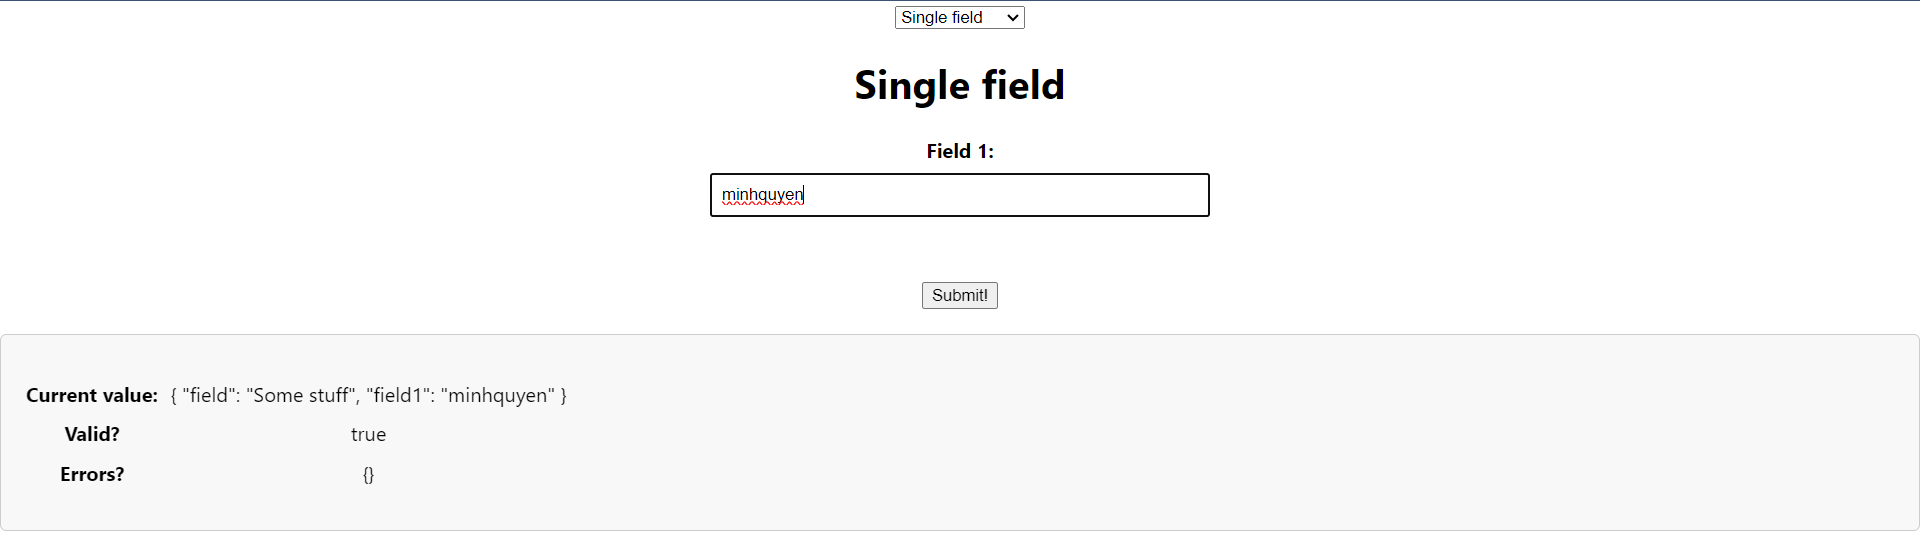 Single field
Single field
Field 1:
minhquyen
Submit!
Current value: { "field": "Some stuff", "field1": "minhquyen" }
Valid? true
Errors? {}